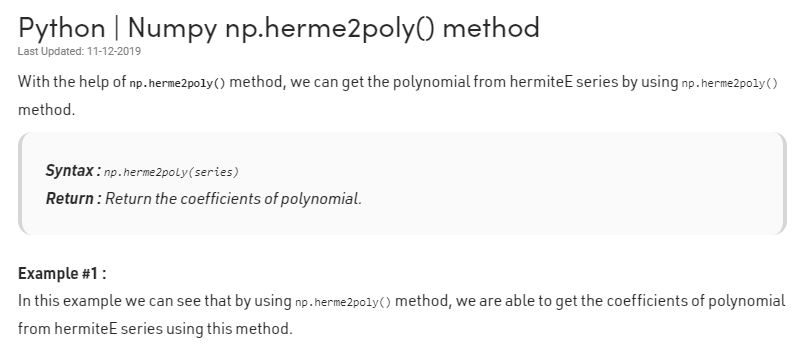 Python | Numpy np.herme2poly() method
Last Updated: 11-12-2019
With the help of np.herme2poly() method, we can get the polynomial from hermiteE series by using np.herme2poly()
method.
Syntax : np.herme2poly(series)
Return : Return the coefficients of polynomial.
Example #1 :
In this example we can see that by using np.herme2poly() method, we are able to get the coefficients of polynomial
from hermiteE series using this method.